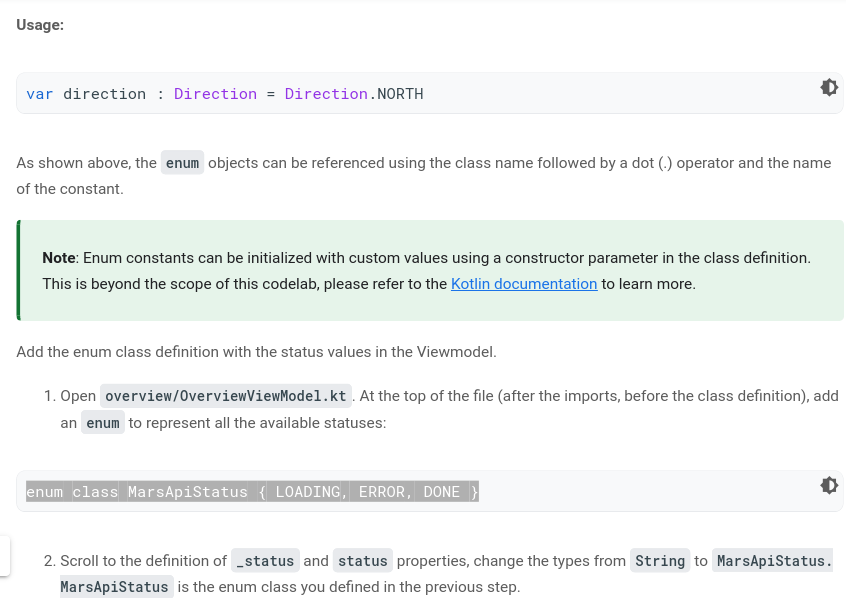 Usage:
var direction : Direction = Direction.NORTH
As shown above, the enum objects can be referenced using the class name followed by a dot (.) operator and the name
of the constant.
Note: Enum constants can be initialized with custom values using a constructor parameter in the class definition.
This is beyond the scope of this codelab, please refer to the Kotlin documentation to learn more.
Add the enum class definition with the status values in the Viewmodel.
1. Open overview/OverviewViewModel.kt. At the top of the file (after the imports, before the class definition), add
an enum to represent all the available statuses:
enum class MarsApiStatus { LOADING, ERROR, DONE }
2. Scroll to the definition of _status and status properties, change the types from String to MarsApiStatus.
MarsApiStatus is the enum class you defined in the previous step.